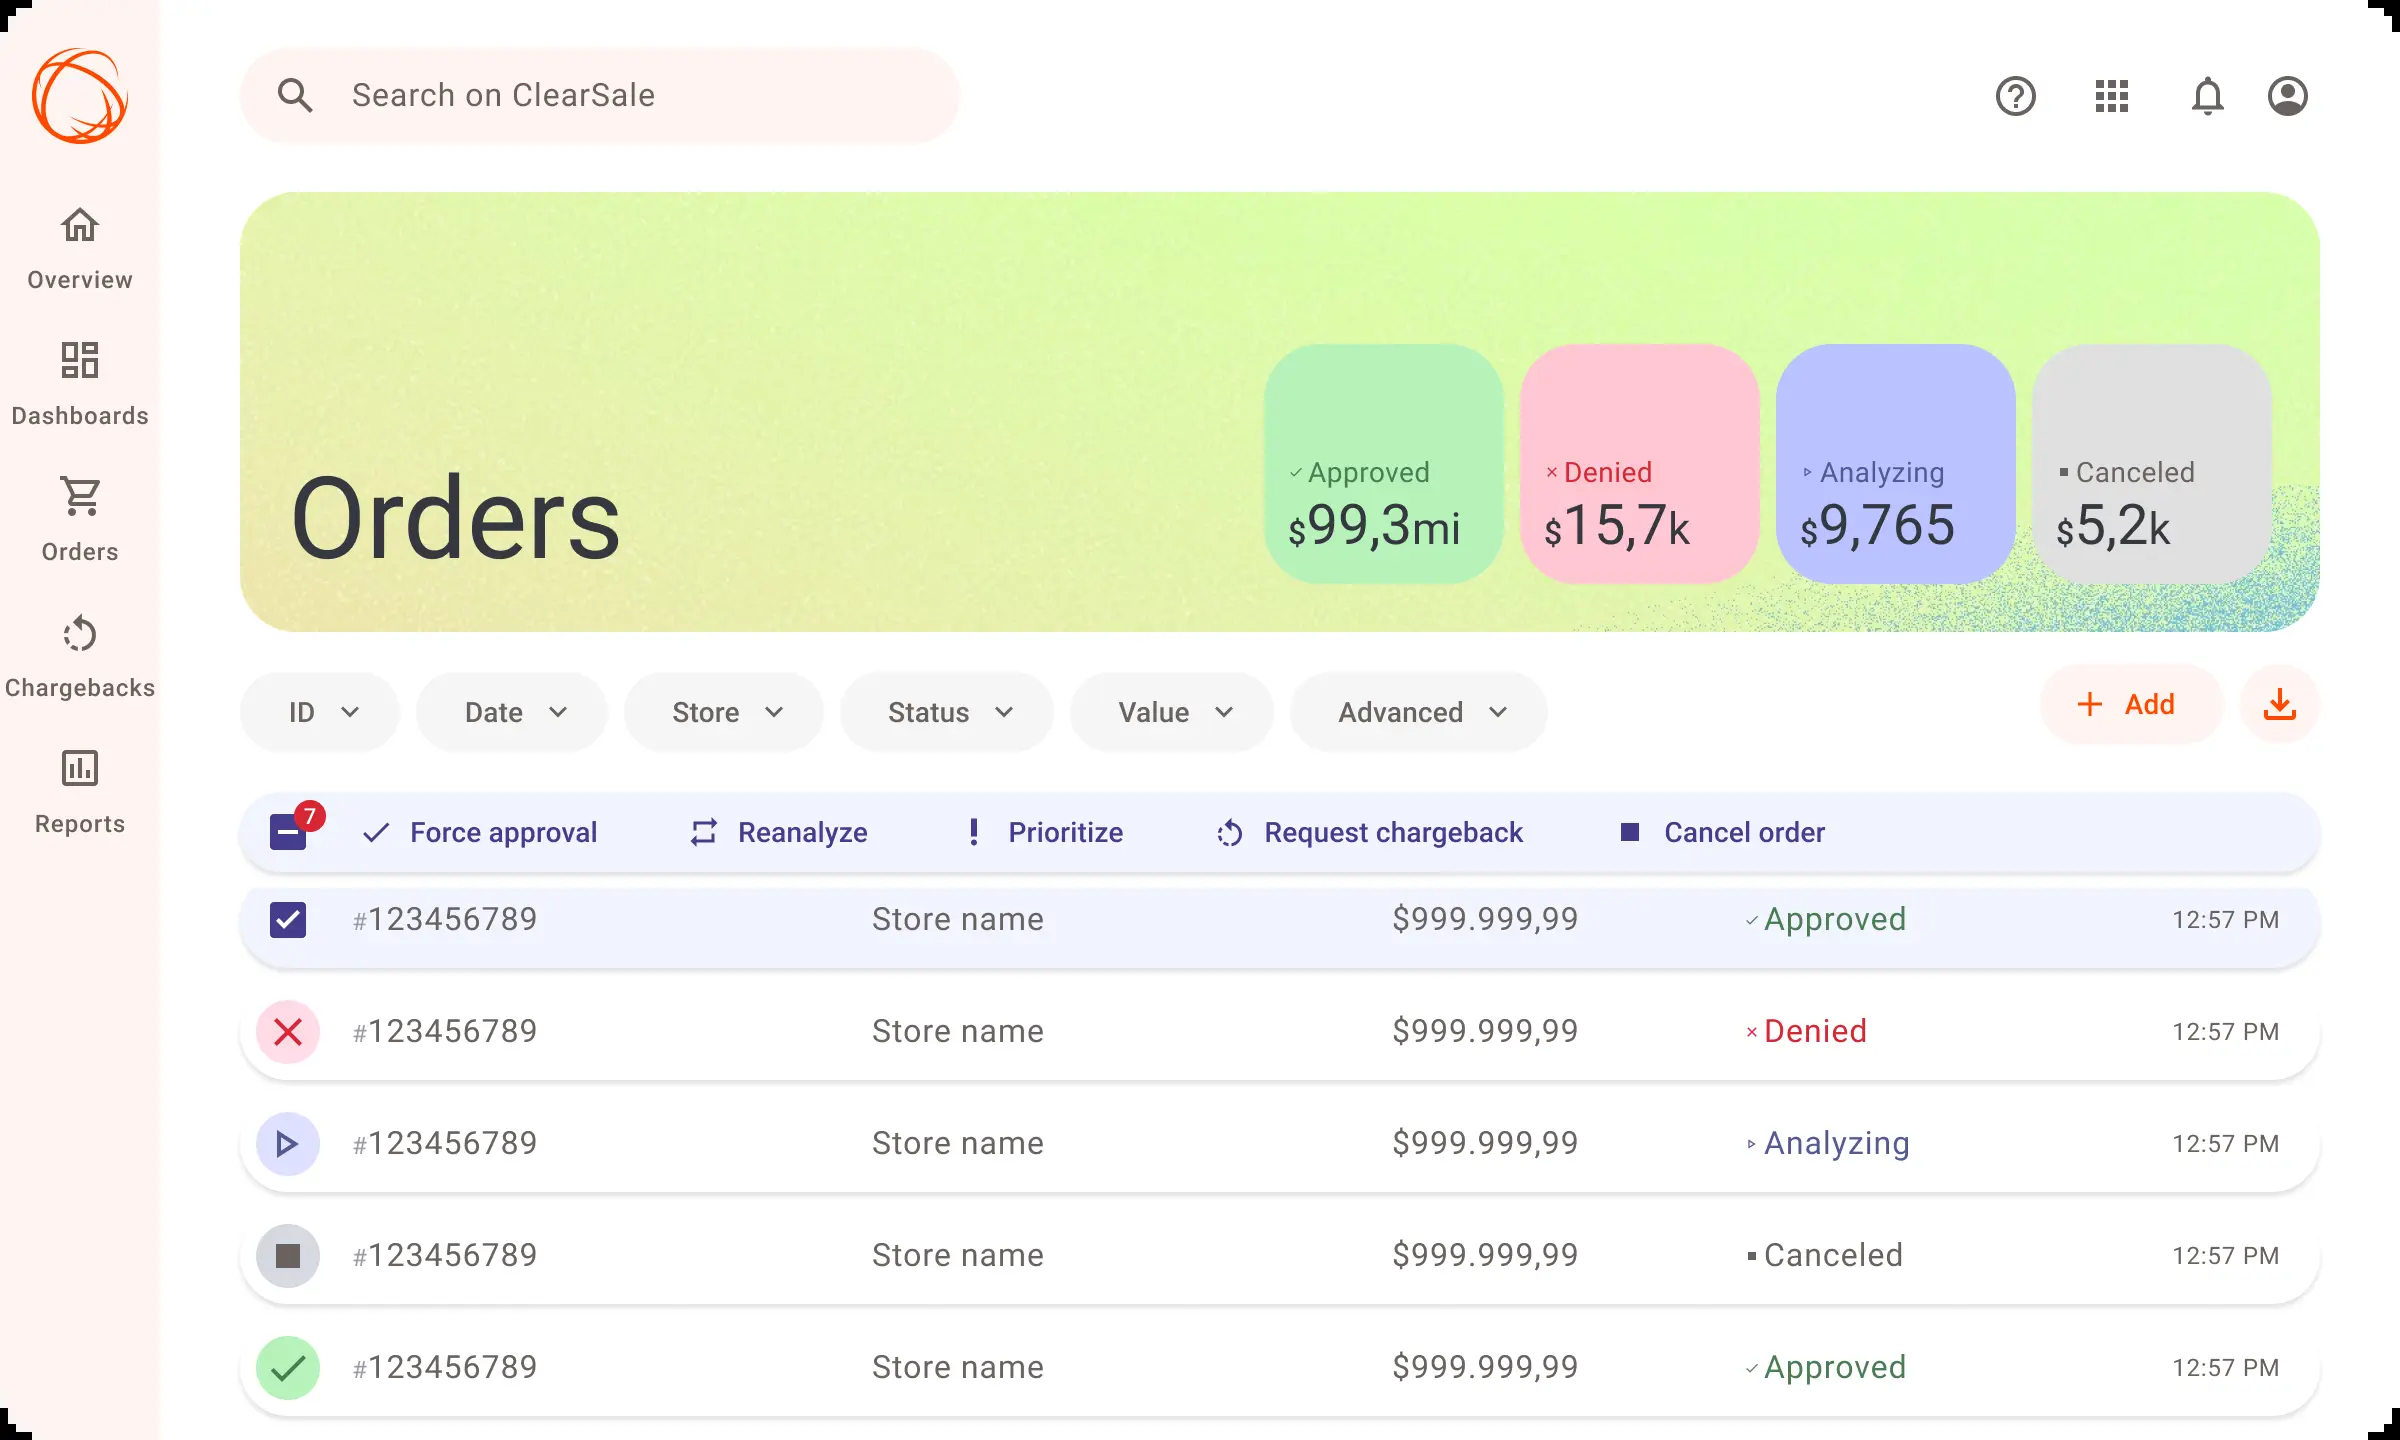 Search on ClearSale
Overview
Dashboards
Orders
Chargebacks
Reports
Orders
Approved
$99,3mi
Denied
$15,7k
Analyzing
$9,765
Canceled
$5,2k
ID
Date
Store
Status
Value
Advanced
+ Add
7
Force approval
Reanalyze
Prioritize
Request chargeback
Cancel order
#123456789 Store name $999.999,99 Approved 12:57 PM
#123456789 Store name $999.999,99 Denied 12:57 PM
#123456789 Store name $999.999,99 Analyzing 12:57 PM
#123456789 Store name $999.999,99 Canceled 12:57 PM
#123456789 Store name $999.999,99 Approved 12:57 PM